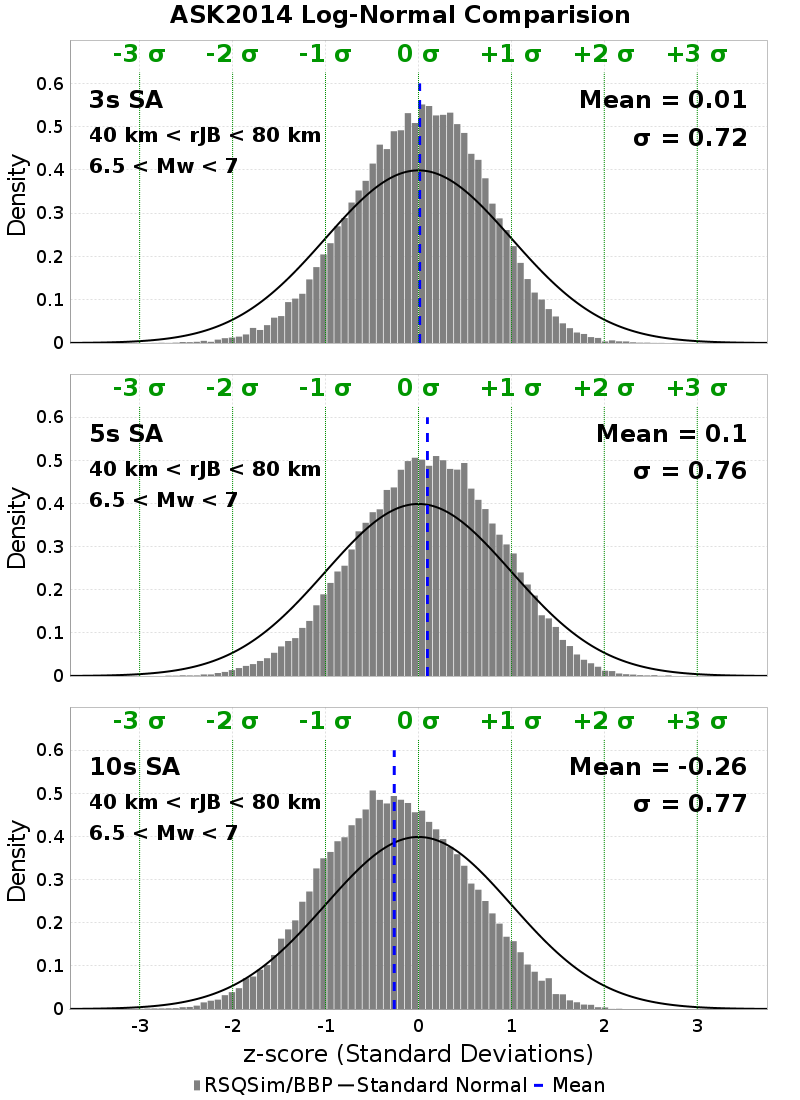 ASK2014 Log-Normal Comparision
-3 σ -2 σ -1 σ 0 σ +1 σ +2 σ +3 σ
0.6
3s SA Mean = 0.01
0.5
40 km < rJB < 80 km σ = 0.72
6.5 < Mw < 7
0.4
0.3
0.2
0.1
0
Density
-3 σ -2 σ -1 σ 0 σ +1 σ +2 σ +3 σ
0.6
5s SA Mean = 0.1
0.5
40 km < rJB < 80 km σ = 0.76
6.5 < Mw < 7
0.4
0.3
0.2
0.1
0
Density
-3 σ -2 σ -1 σ 0 σ +1 σ +2 σ +3 σ
0.6
10s SA Mean = -0.26
0.5
40 km < rJB < 80 km σ = 0.77
6.5 < Mw < 7
0.4
0.3
0.2
0.1
0
Density
-3 -2 -1 0 1 2 3
z-score (Standard Deviations)
RSQSim/BBP Standard Normal Mean